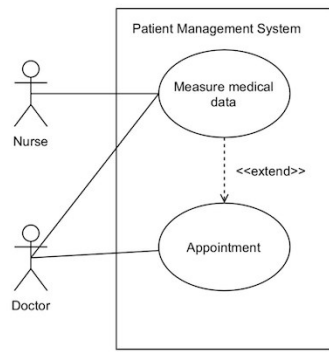 Patient Management System
Measure medical
data
Nurse
<<extend>>
Appointment
Doctor